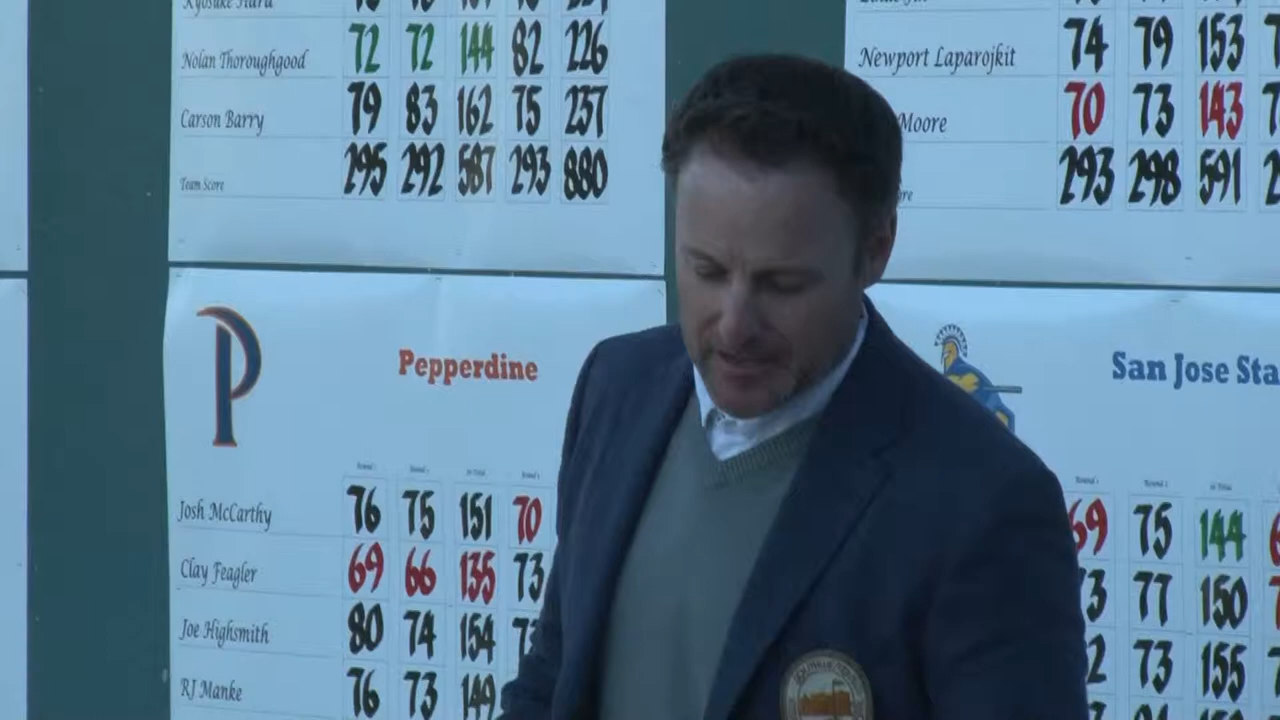 Nolan Thoroughgood 72 72 144 82 226
Carson Barry 79 83 162 75 237
Team Score 295 292 587 293 880
Newport Laparojkit 74 79 153
Moore 70 73 143
293 298 591
P
Pepperdine
Josh McCarthy 76 75 151 70
Clay Feagler 69 66 135 73
Joe Highsmith 80 74 154
RJ Manke 76 73 149
San Jose Sta
69 75 144
77 150
73 155